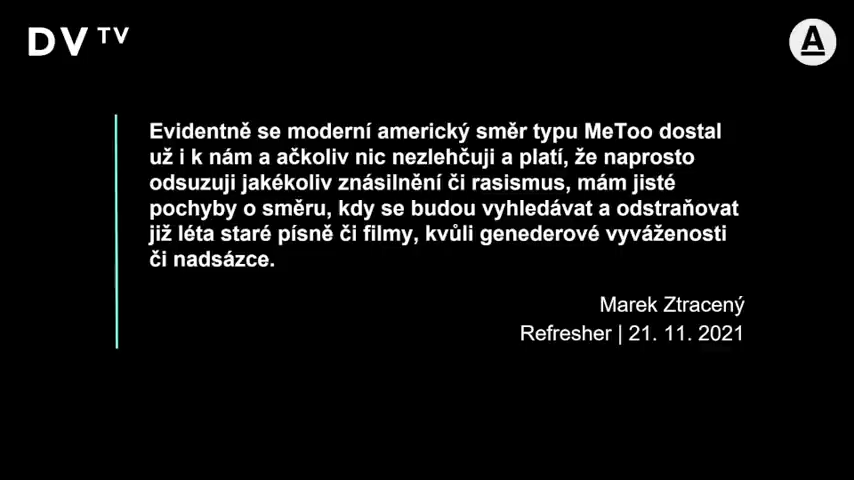 DVTV
A
Evidentně se moderní americký směr typu MeToo dostal
už i k nám a ačkoliv nic nezlehčuji a platí, že naprosto
odsuzuji jakékoliv znásilnění či rasismus, mám jisté
pochyby o směru, kdy se budou vyhledávat a odstraňovat
již léta staré písně či filmy, kvůli genederové vyváženosti
či nadsázce.
Marek Ztracený
Refresher | 21. 11. 2021